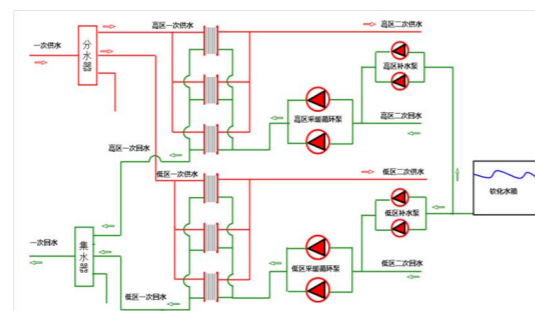 高区一次供水
高区二次供水
一次供水
分水器
高区补水泵
高区采暖循环泵
高区二次回水
高区一次回水
低区一次供水
低区二次供水
软化水箱
低区补水泵
一次回水
集水器
低区采暖循环泵
低区二次回水
低区一次回水